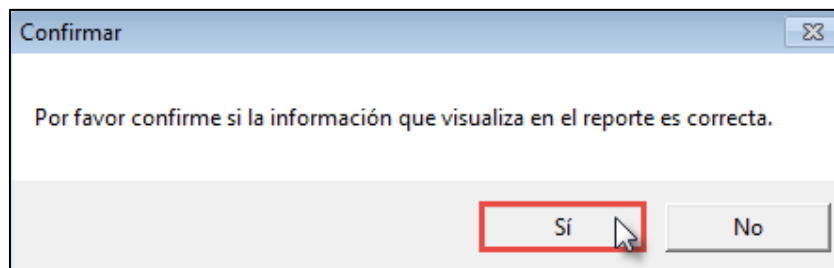 Confirmar
Por favor confirme si la información que visualiza en el reporte es correcta.
Sí
No